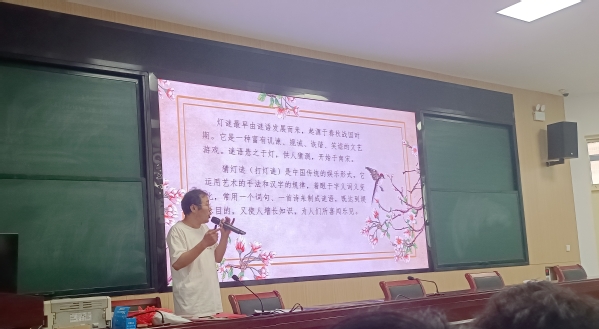 灯谜最早由谜语发展而来，起源于春秋战国时
期。它是一种富有讥谏、规诫、诙谐、笑谑的文艺
游戏。谜语悬之于灯，供人猜测，开始于南宋。
猜灯谜（打灯谜）是中国传统的娱乐形式。它
运用艺术的手法和汉字的规律，着眼于字义词义变
化，常用一个词句、一首诗来制成谜语，既达到娱
目的，又使人增长知识，为人们所喜闻乐见。